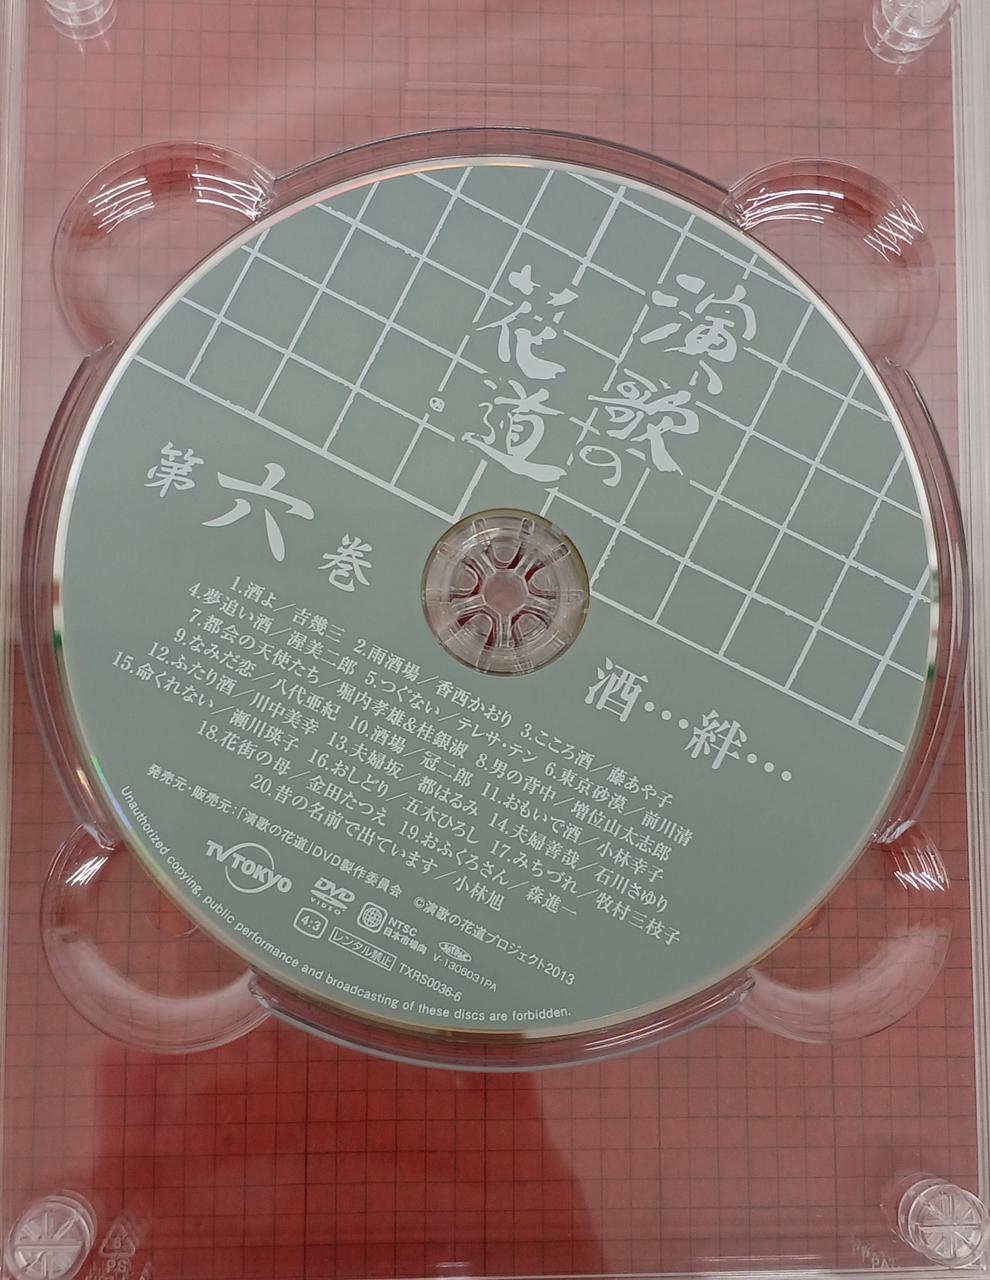 演歌の
花道
第六巻
酒…絆…
1.酒よ／吉幾三 2.雨酒場／香西かおり 3.こころ酒／藤あや子
4.夢追い酒／渥美二郎 5.つぐない／テレサ・テン 6.東京砂漠／前川清
7.都会の天使たち／堀内孝雄&桂銀淑 8.男の背中／増位山太志郎
9.なみだ恋／八代亜紀 10.酒場／冠二郎 11.おもいで酒／小林幸子
12.ふたり酒／川中美幸 13.夫婦坂／都はるみ 14.夫婦善哉／石川さゆり
15.命くれない／瀬川瑛子 16.おしどり／五木ひろし 17.みちづれ／牧村三枝子
18.花街の母／金田たつえ 19.おふくろさん／森進一
20.昔の名前で出ています／小林旭
発売元・販売元:「演歌の花道」DVD製作委員会 ©演歌の花道プロジェクト2013
TV TOKYO
DVD
VIDEO
4:3
NTSC
日本市場向
レンタル禁止
V-1306031PA
TXRS0036-6
Unauthorized copying, public performance and broadcasting of these discs are forbidden.
PS